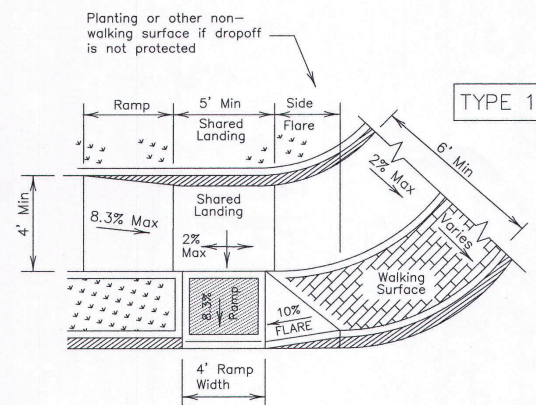 Planting or other non-
walking surface if dropoff
is not protected
TYPE 1
Ramp
5' Min
Shared
Landing
Side
Flare
6' Min
2%
Max
4' Min
8.3% Max
Shared
Landing
2%
Max
Varies
Walking
Surface
8.3%
Ramp
10%
FLARE
4' Ramp
Width